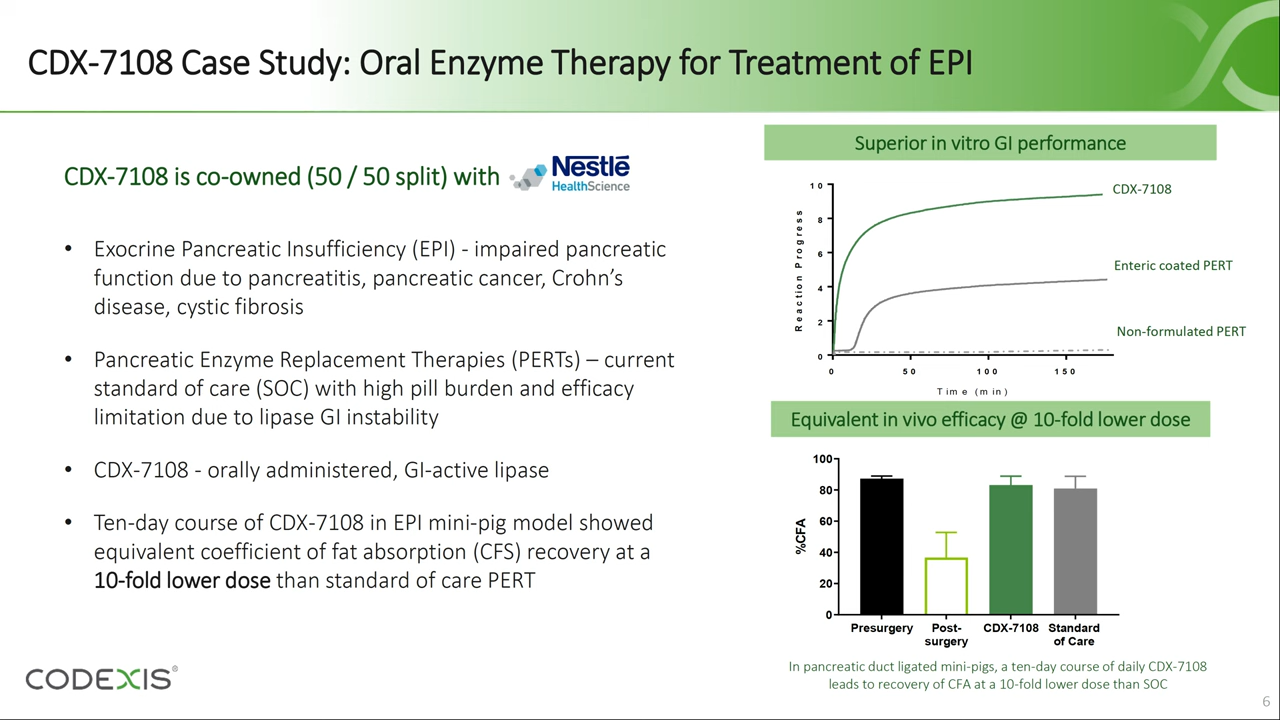 CDX-7108 Case Study: Oral Enzyme Therapy for Treatment of EPI
CDX-7108 is co-owned (50 / 50 split) with
Nestlé
HealthScience
• Exocrine Pancreatic Insufficiency (EPI) - impaired pancreatic
function due to pancreatitis, pancreatic cancer, Crohn's
disease, cystic fibrosis
• Pancreatic Enzyme Replacement Therapies (PERTs) – current
standard of care (SOC) with high pill burden and efficacy
limitation due to lipase GI instability
• CDX-7108 - orally administered, GI-active lipase
• Ten-day course of CDX-7108 in EPI mini-pig model showed
equivalent coefficient of fat absorption (CFS) recovery at a
10-fold lower dose than standard of care PERT
CODEXIS®
Superior in vitro GI performance
Reaction Progress
10
8
6
4
2
0
0 50 100 150
Time (min)
CDX-7108
Enteric coated PERT
Non-formulated PERT
Equivalent in vivo efficacy @ 10-fold lower dose
%CFA
100
80
60
40
20
0
Presurgery Post- CDX-7108 Standard
surgery of Care
In pancreatic duct ligated mini-pigs, a ten-day course of daily CDX-7108
leads to recovery of CFA at a 10-fold lower dose than SOC
6